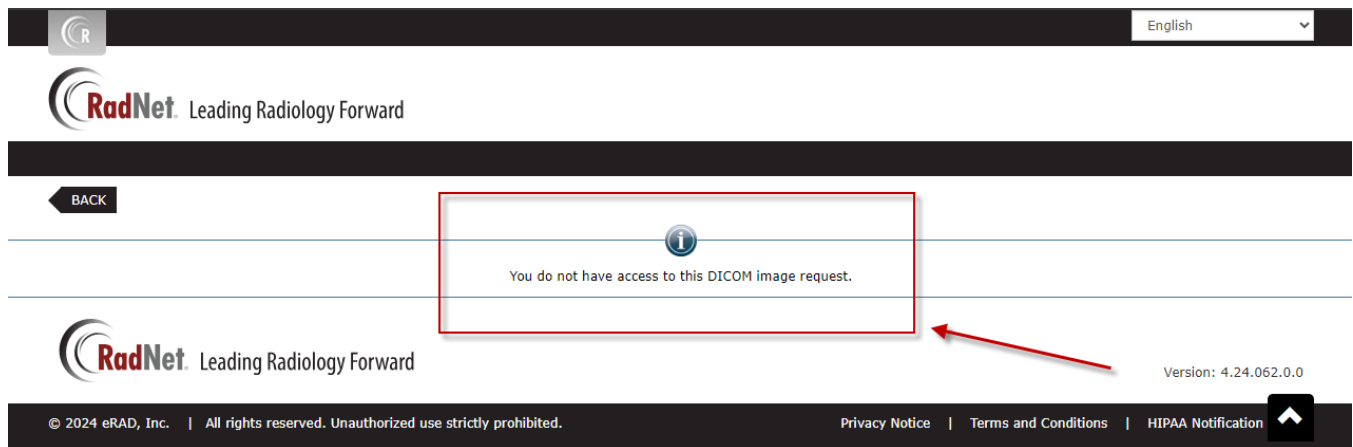 R
English
RadNet. Leading Radiology Forward
BACK
i
You do not have access to this DICOM image request.
RadNet. Leading Radiology Forward
Version: 4.24.062.0.0
© 2024 eRAD, Inc. | All rights reserved. Unauthorized use strictly prohibited. Privacy Notice | Terms and Conditions | HIPAA Notification